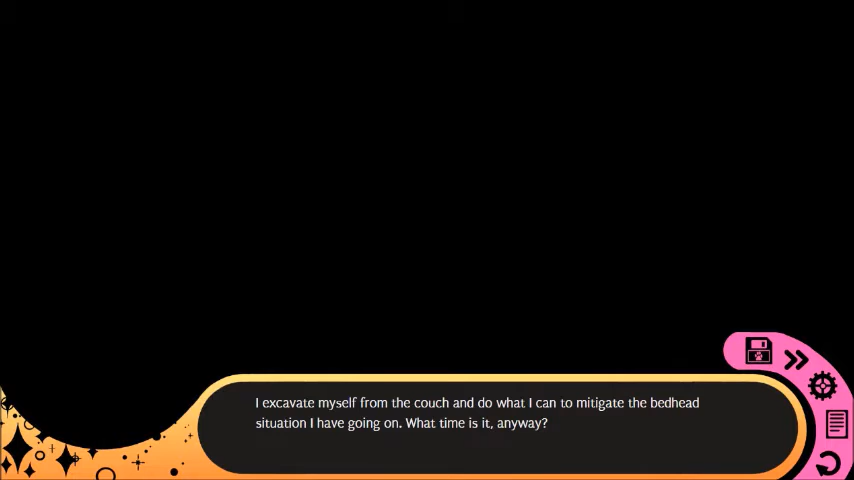 I excavate myself from the couch and do what I can to mitigate the bedhead
situation I have going on. What time is it, anyway?